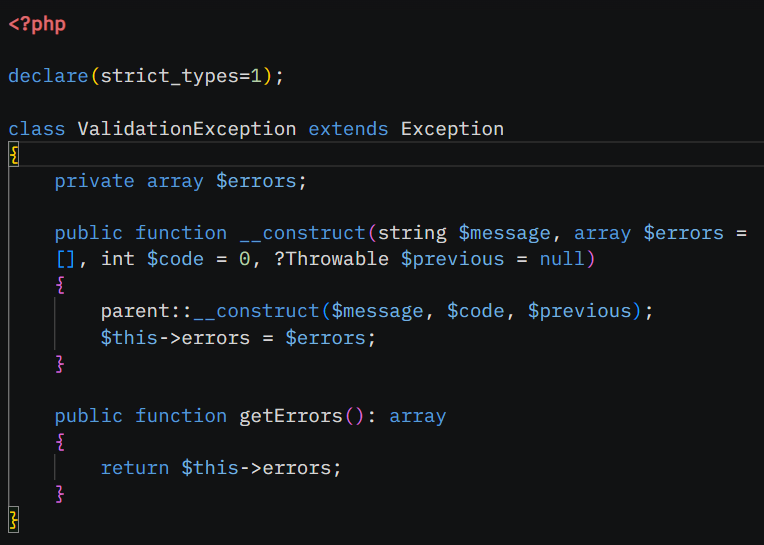 <?php
declare(strict_types=1);
class ValidationException extends Exception
{
    private array $errors;
    public function __construct(string $message, array $errors =
    [], int $code = 0, ?Throwable $previous = null)
    {
        parent::__construct($message, $code, $previous);
        $this->errors = $errors;
    }
    public function getErrors(): array
    {
        return $this->errors;
    }
}